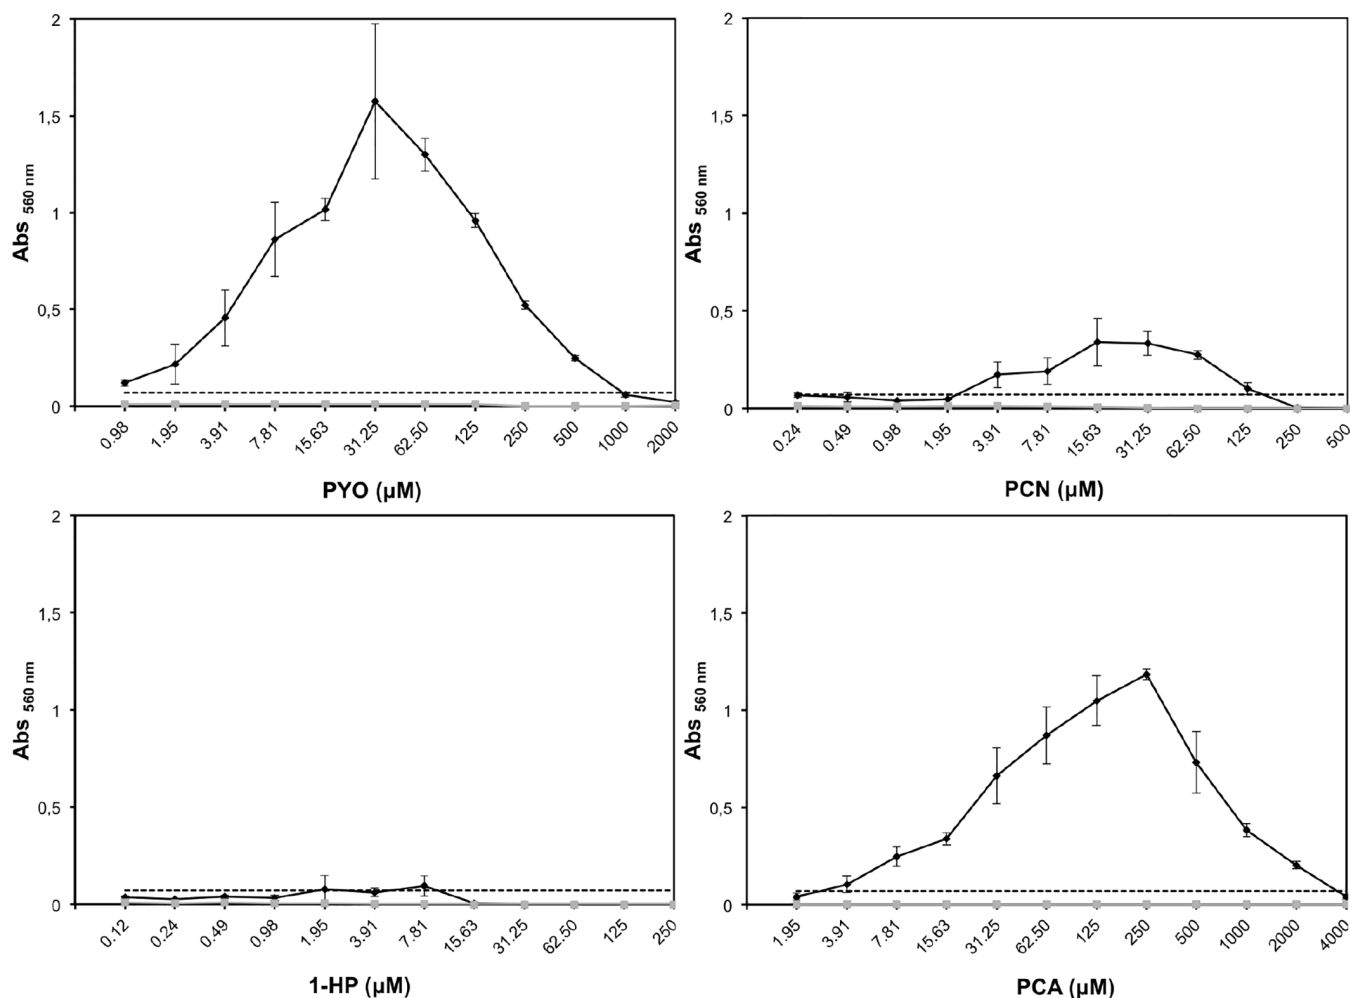 2
1,5
1
0,5
0
Abs 560 nm
0.98 1.95 3.91 7.81 15.63 31.25 62.50 125 250 500 1000 2000
PYO (µM)
2
1,5
1
0,5
0
Abs 560 nm
0.24 0.49 0.98 1.95 3.91 7.81 15.63 31.25 62.50 125 250 500
PCN (µM)
2
1,5
1
0,5
0
Abs 560 nm
0.12 0.24 0.49 0.98 1.95 3.91 7.81 15.63 31.25 62.50 125 250
1-HP (µM)
2
1,5
1
0,5
0
Abs 560 nm
1.95 3.91 7.81 15.63 31.25 62.50 125 250 500 1000 2000 4000
PCA (µM)